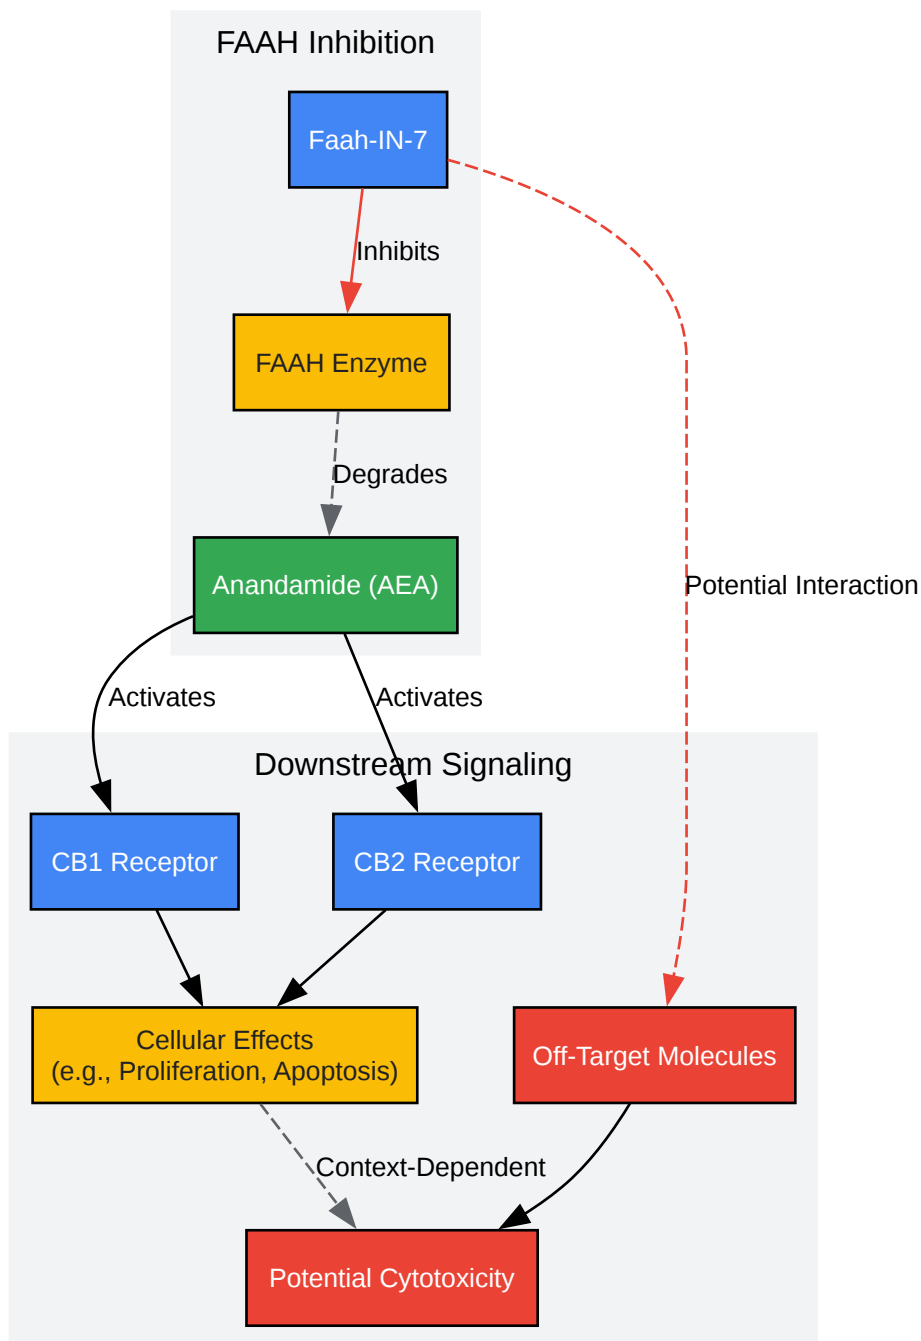 FAAH Inhibition
Faah-IN-7
Inhibits
FAAH Enzyme
Degrades
Anandamide (AEA)
Potential Interaction
Activates
Activates
Downstream Signaling
CB1 Receptor
CB2 Receptor
Cellular Effects
(e.g., Proliferation, Apoptosis)
Off-Target Molecules
Context-Dependent
Potential Cytotoxicity